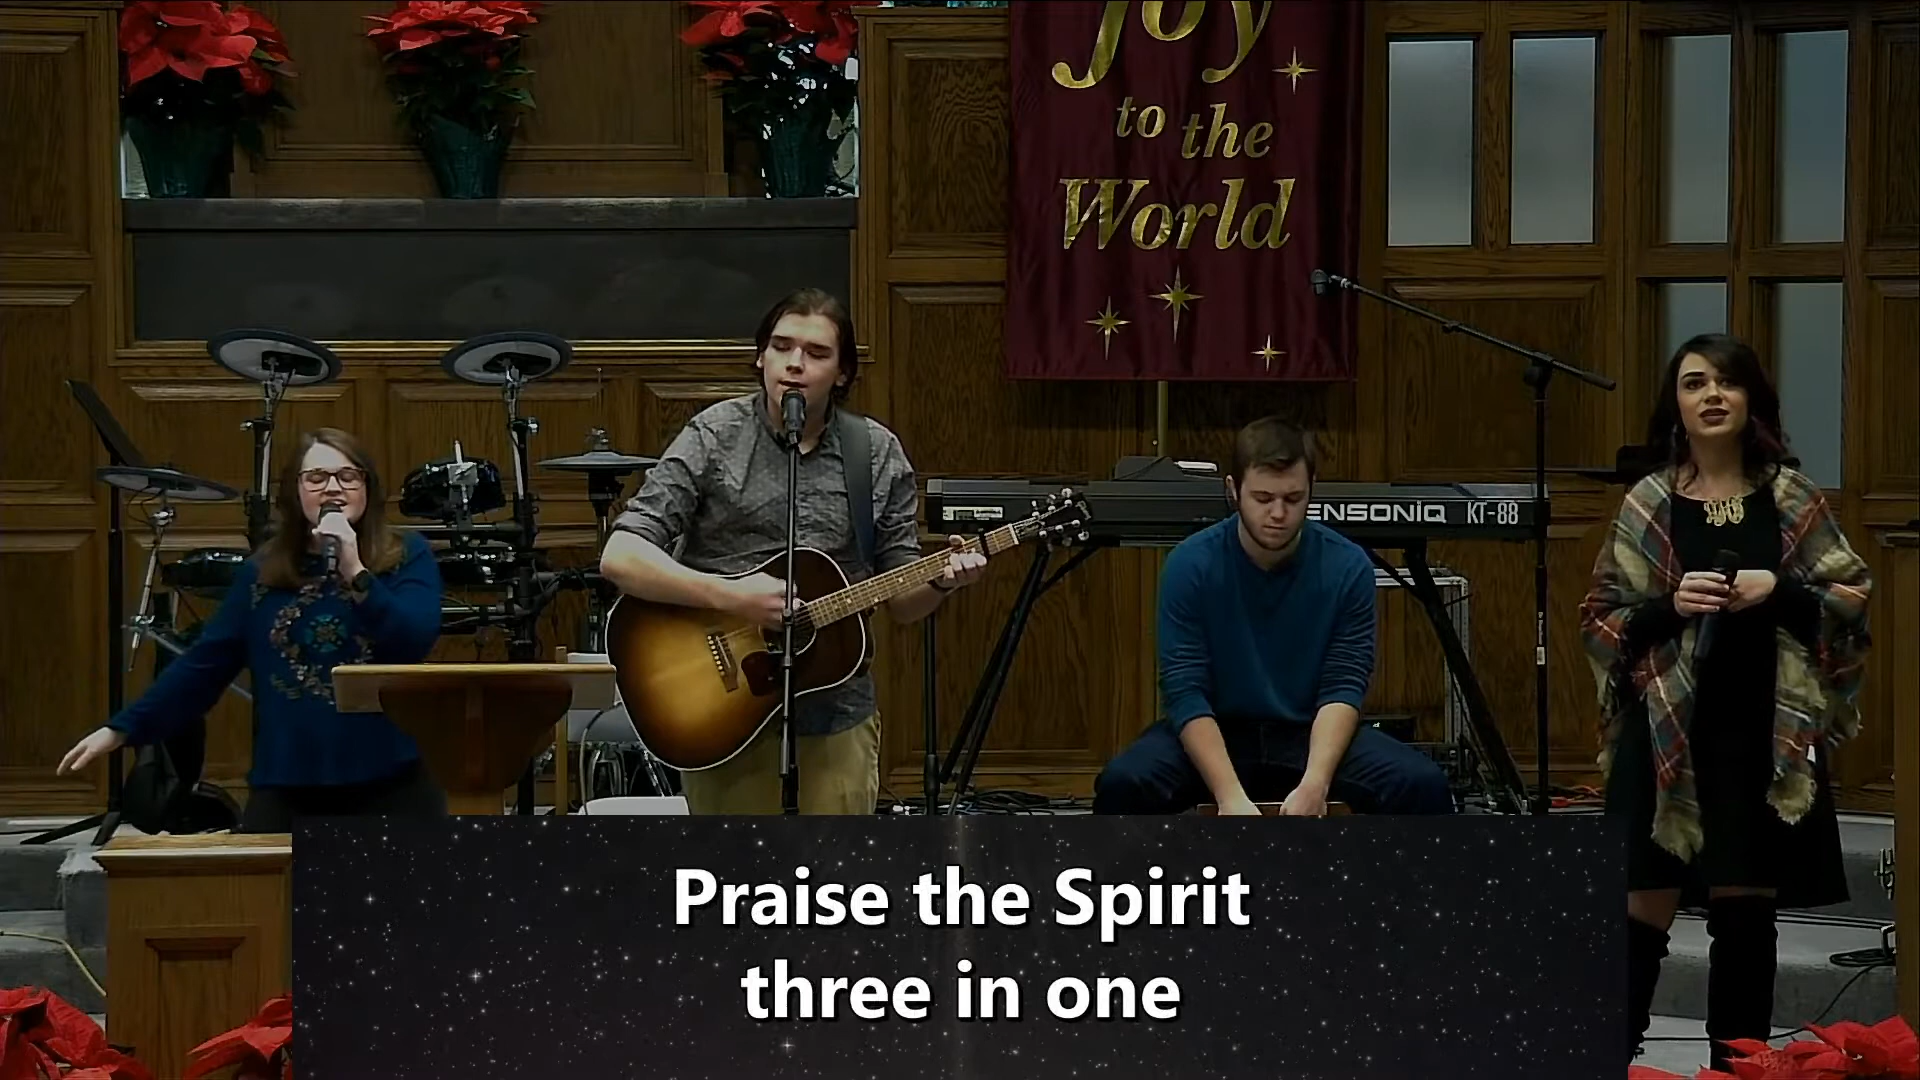 Joy
to the
World
ENSONIQ KT-88
Praise the Spirit
three in one